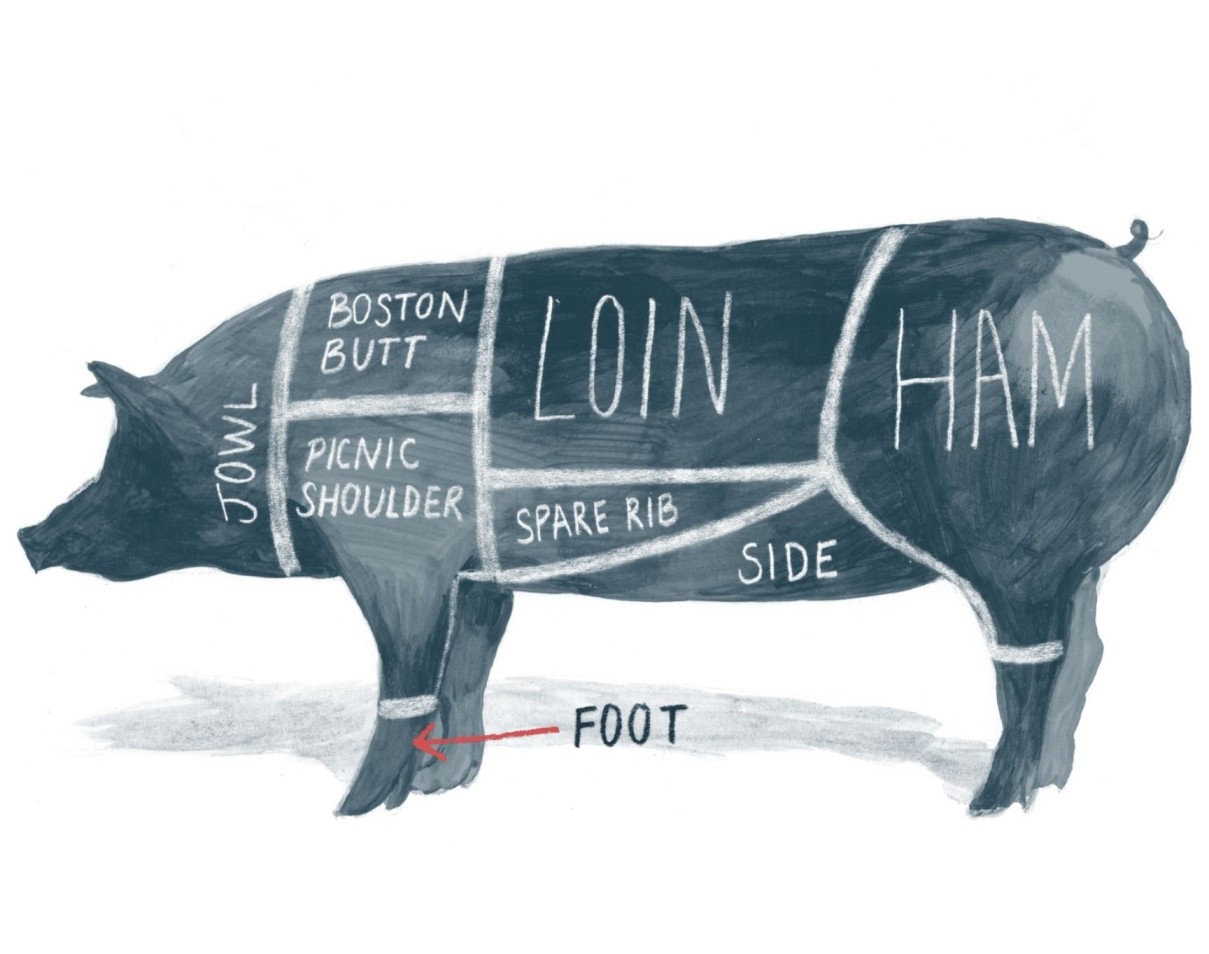 BOSTON
BUTT
LOIN
HAM
JOWL
PICNIC
SHOULDER
SPARE RIB
SIDE
FOOT